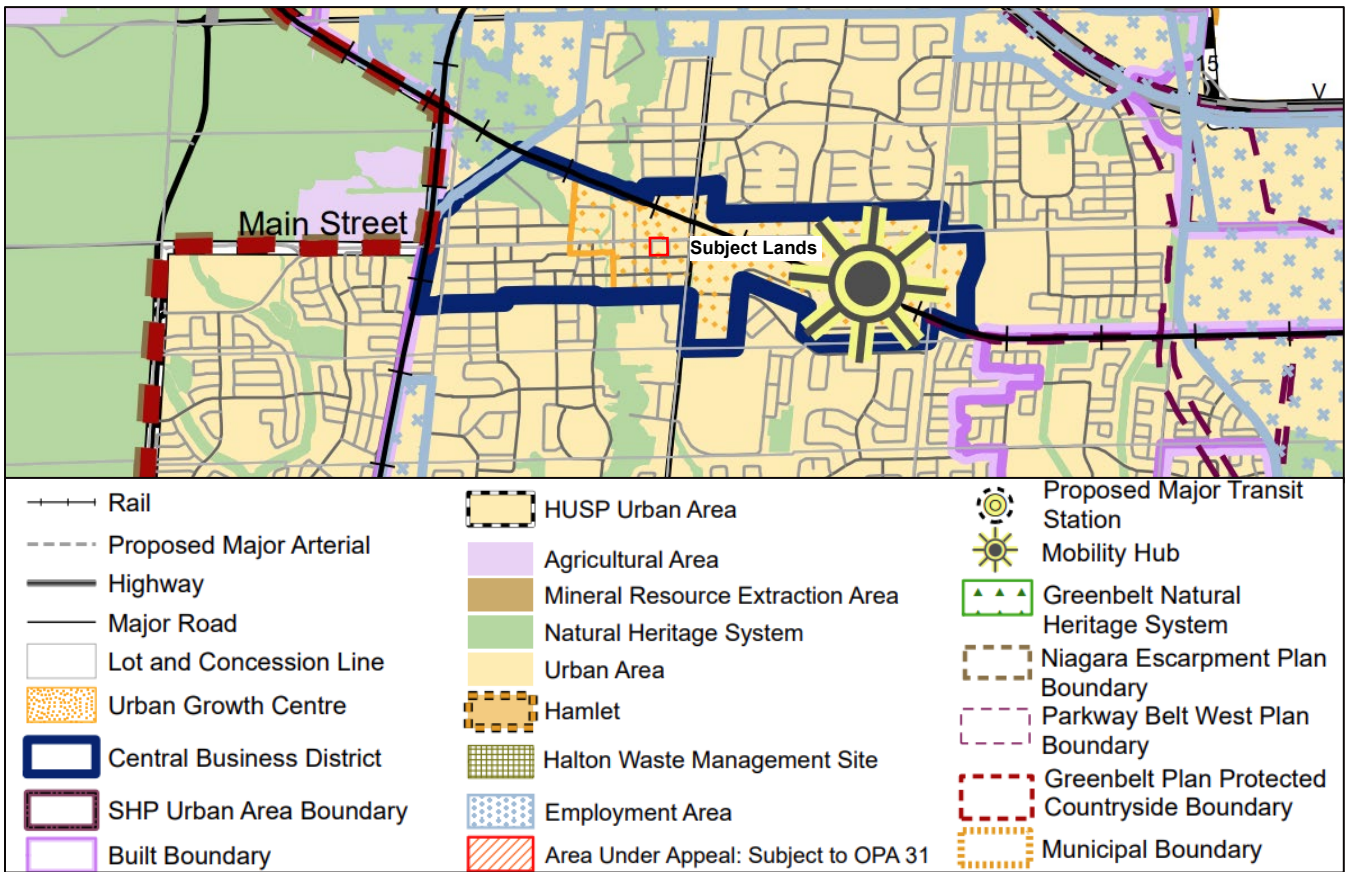 15
V
Main Street
Subject Lands
Rail
Proposed Major Arterial
Highway
Major Road
Lot and Concession Line
Urban Growth Centre
Central Business District
SHP Urban Area Boundary
Built Boundary
HUSP Urban Area
Agricultural Area
Mineral Resource Extraction Area
Natural Heritage System
Urban Area
Hamlet
Halton Waste Management Site
Employment Area
Area Under Appeal: Subject to OPA 31
Proposed Major Transit
Station
Mobility Hub
Greenbelt Natural
Heritage System
Niagara Escarpment Plan
Boundary
Parkway Belt West Plan
Boundary
Greenbelt Plan Protected
Countryside Boundary
Municipal Boundary